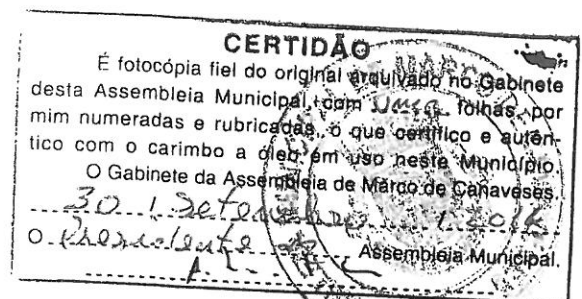 CERTIDÃO
É fotocópia fiel do original arquivado no Gabinete
desta Assembleia Municipal, com uma folhas, por
mim numeradas e rubricadas, o que certifico e autên-
tico com o carimbo a óleo em uso neste Município.
O Gabinete da Assembleia de Marco de Canaveses,
30 / Setembro /
O Presidente da Assembleia Municipal.